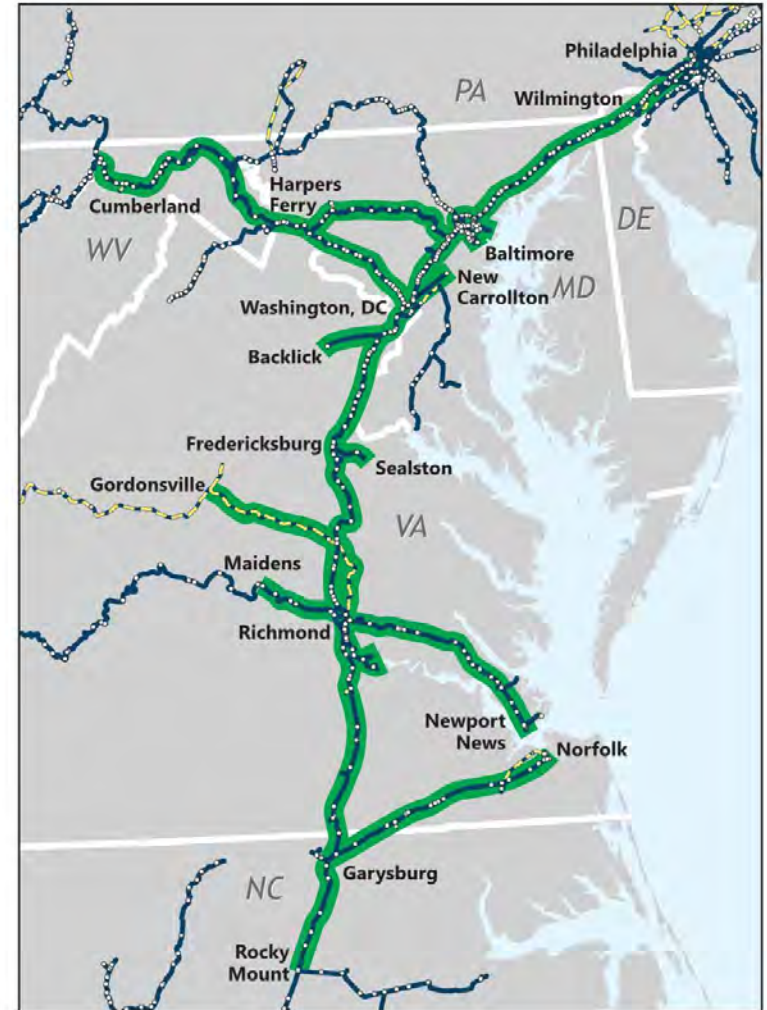 Philadelphia
PA
Wilmington
Harpers
Ferry
Cumberland
DE
WV
Baltimore
New
Carrollton
MD
Washington, DC
Backlick
Fredericksburg
Sealston
Gordonsville
VA
Maidens
Richmond
Newport
News
Norfolk
Garysburg
NC
Rocky
Mount